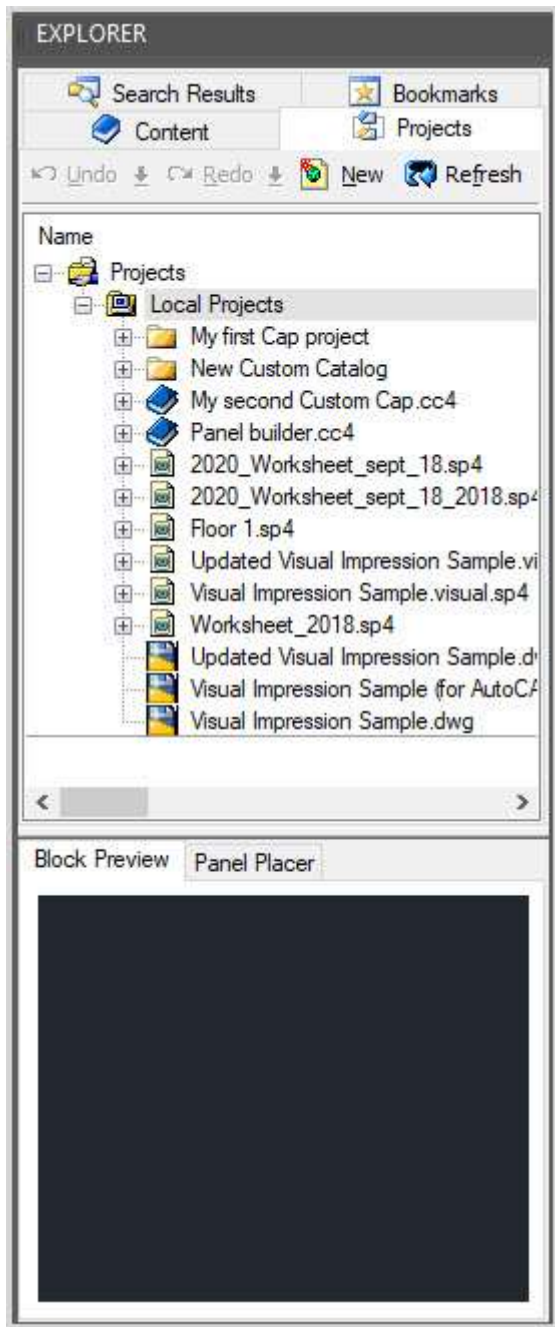 EXPLORER
Search Results Bookmarks
Content Projects
Undo Redo New Refresh
Name
Projects
Local Projects
My first Cap project
New Custom Catalog
My second Custom Cap.cc4
Panel builder.cc4
2020_Worksheet_sept_18.sp4
2020_Worksheet_sept_18_2018.sp4
Floor 1.sp4
Updated Visual Impression Sample.vi
Visual Impression Sample.visual.sp4
Worksheet_2018.sp4
Updated Visual Impression Sample.d
Visual Impression Sample (for AutoCA
Visual Impression Sample.dwg
Block Preview Panel Placer